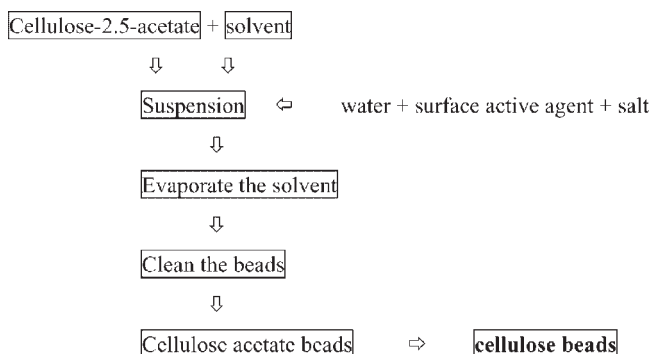 Cellulose-2.5-acetate + solvent
Suspension ⇦ water + surface active agent + salt
Evaporate the solvent
Clean the beads
Cellulose acetate beads ⇨ cellulose beads